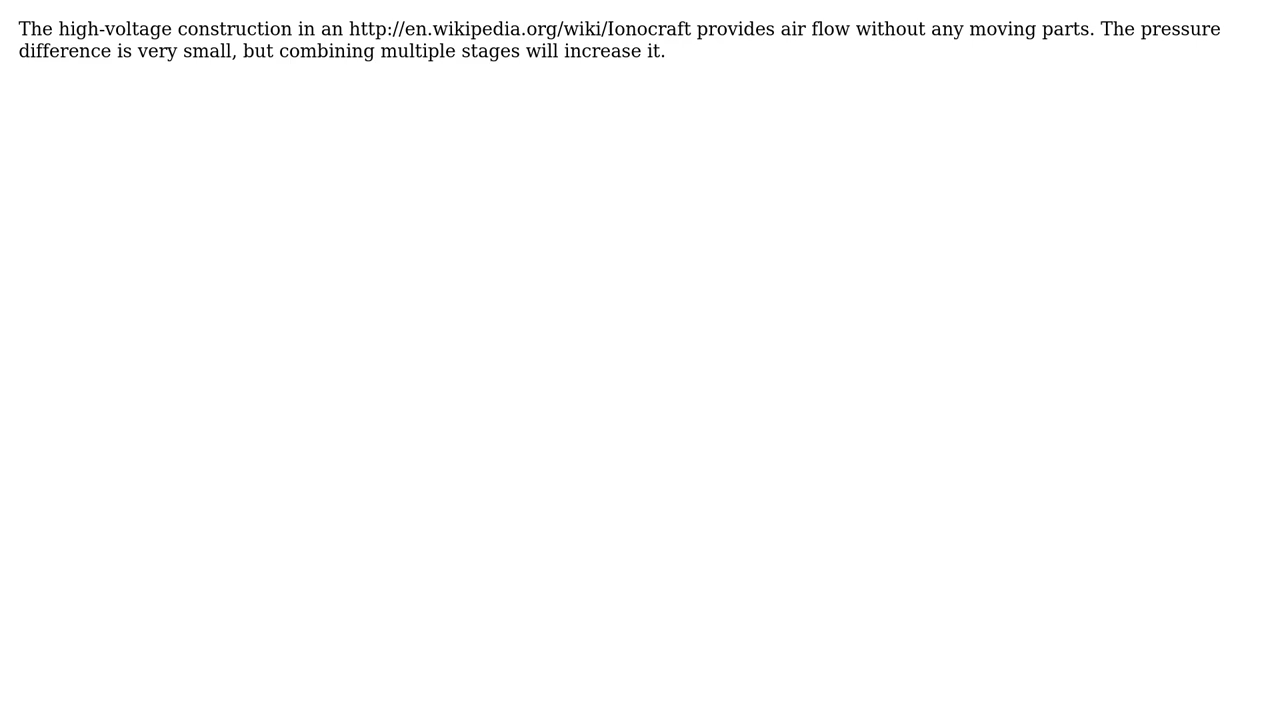 The high-voltage construction in an http://en.wikipedia.org/wiki/Ionocraft provides air flow without any moving parts. The pressure
difference is very small, but combining multiple stages will increase it.